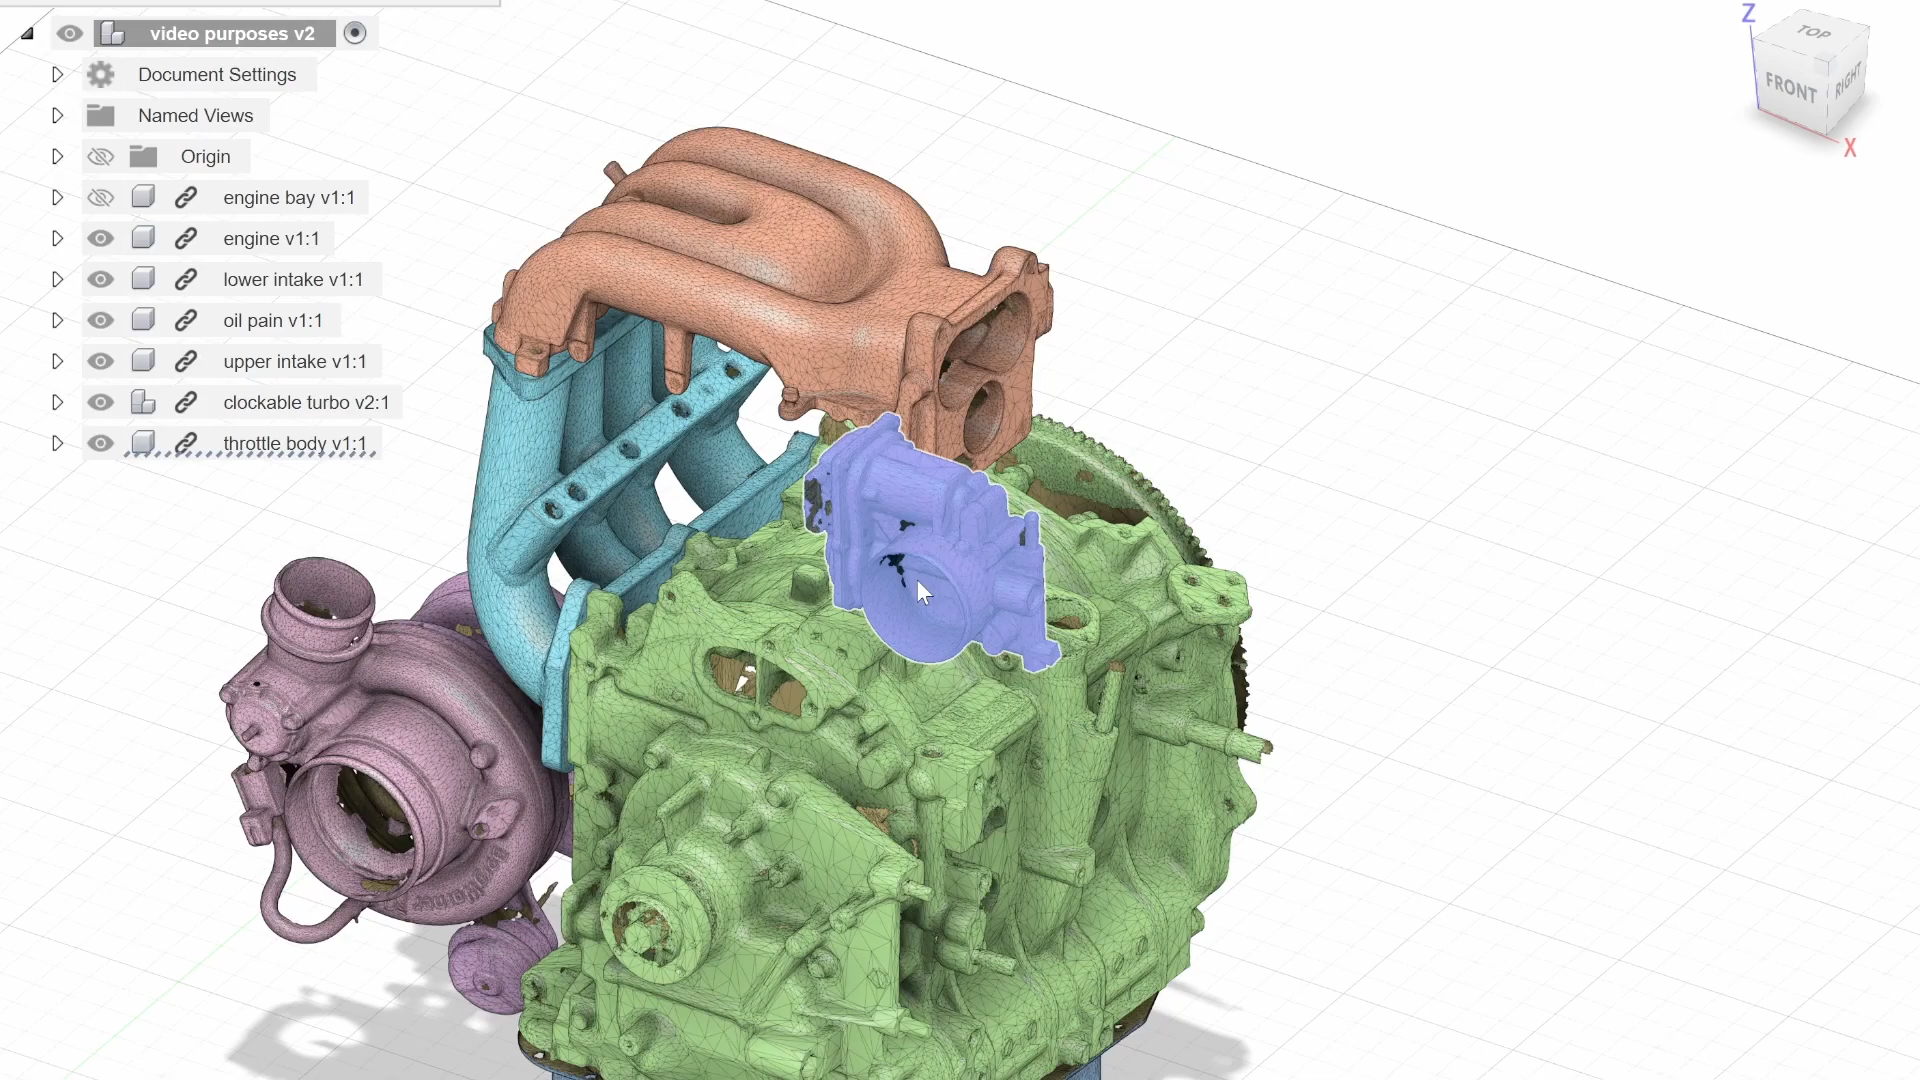 video purposes v2
Document Settings
Named Views
Origin
engine bay v1:1
engine v1:1
lower intake v1:1
oil pain v1:1
upper intake v1:1
clockable turbo v2:1
throttle body v1:1
Z
TOP
FRONT
RIGHT
X